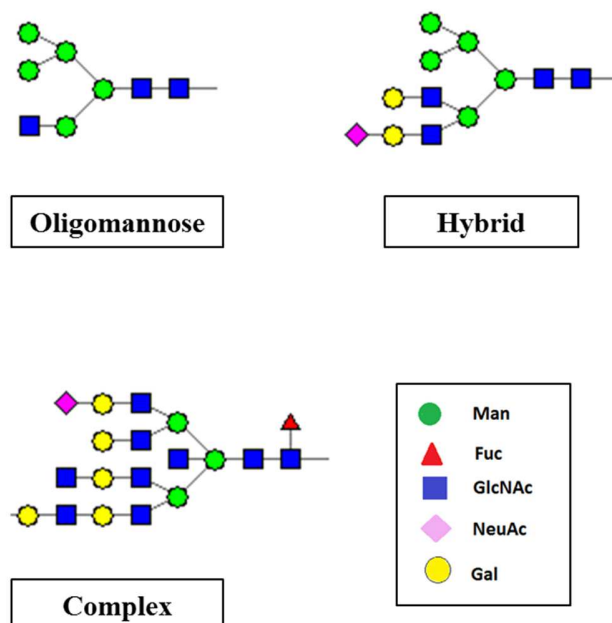 Oligomannose
Hybrid
Complex
Man
Fuc
GlcNAc
NeuAc
Gal